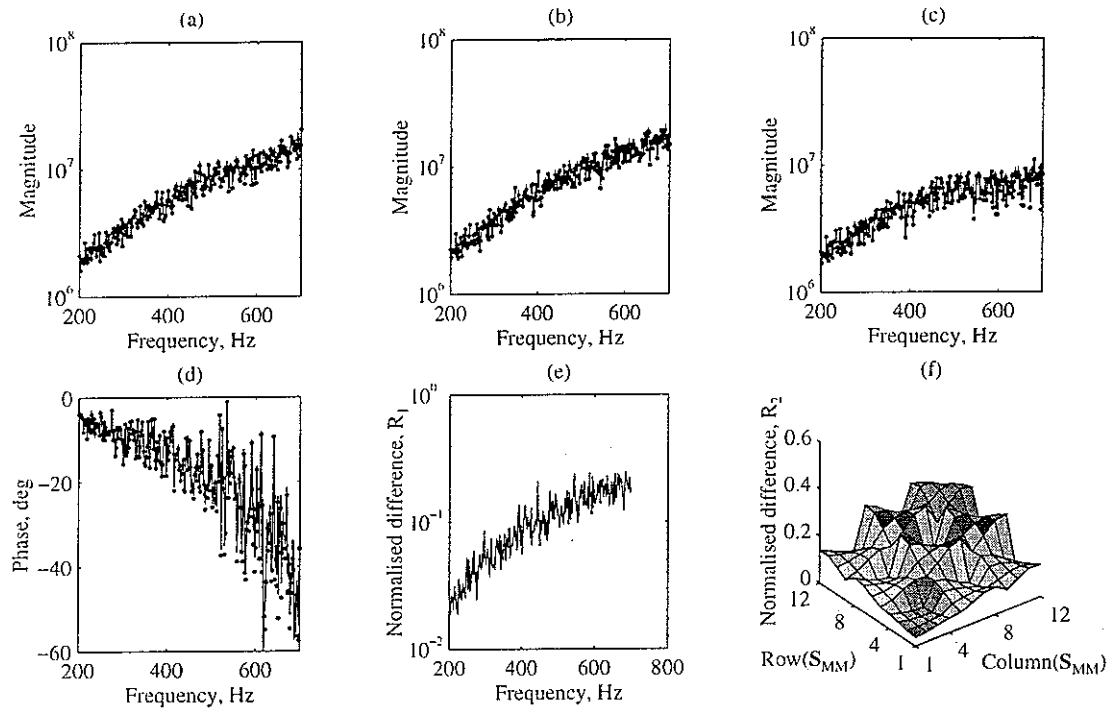 (a)
10^8
10^7
10^6
Magnitude
200 400 600
Frequency, Hz
(b)
10^8
10^7
10^6
Magnitude
200 400 600
Frequency, Hz
(c)
10^8
10^7
10^6
Magnitude
200 400 600
Frequency, Hz
(d)
0
-20
-40
-60
Phase, deg
200 400 600
Frequency, Hz
(e)
10^0
10^-1
10^-2
Normalised difference, R_1
200 400 600 800
Frequency, Hz
(f)
Normalised difference, R_2
0.6
0.4
0.2
0
12
8
4
1
1
4
8
12
Row(S_MM)
Column(S_MM)